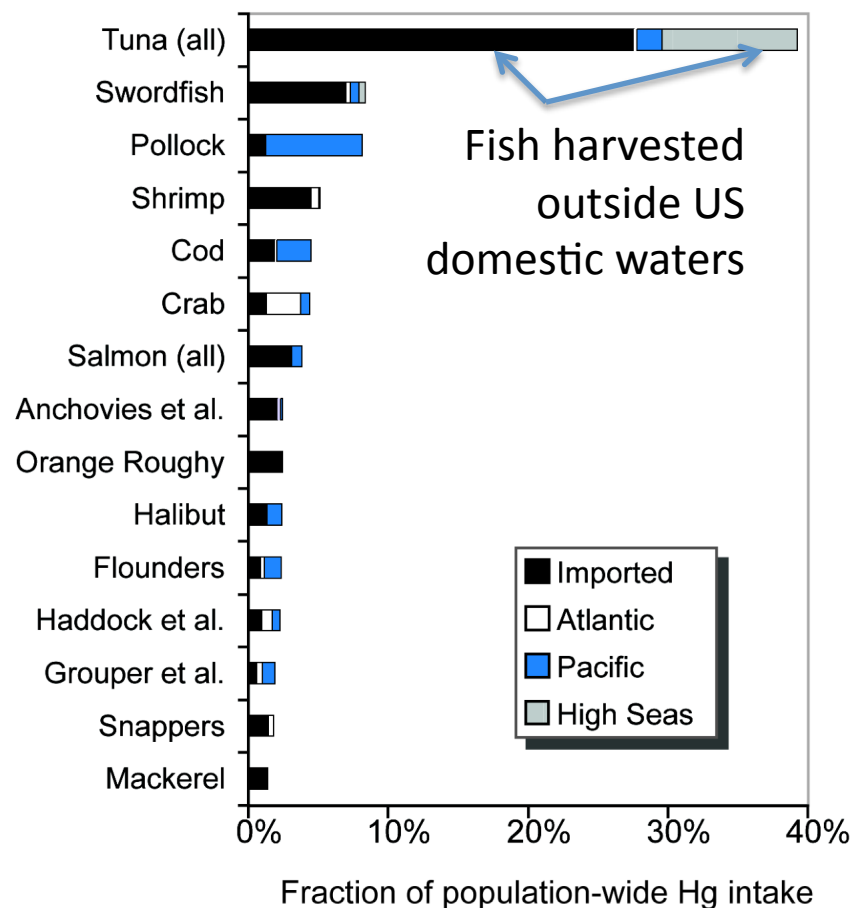 Tuna (all)
Swordfish
Pollock
Shrimp
Cod
Crab
Salmon (all)
Anchovies et al.
Orange Roughy
Halibut
Flounders
Haddock et al.
Grouper et al.
Snappers
Mackerel
Fish harvested
outside US
domestic waters
Imported
Atlantic
Pacific
High Seas
0% 10% 20% 30% 40%
Fraction of population-wide Hg intake